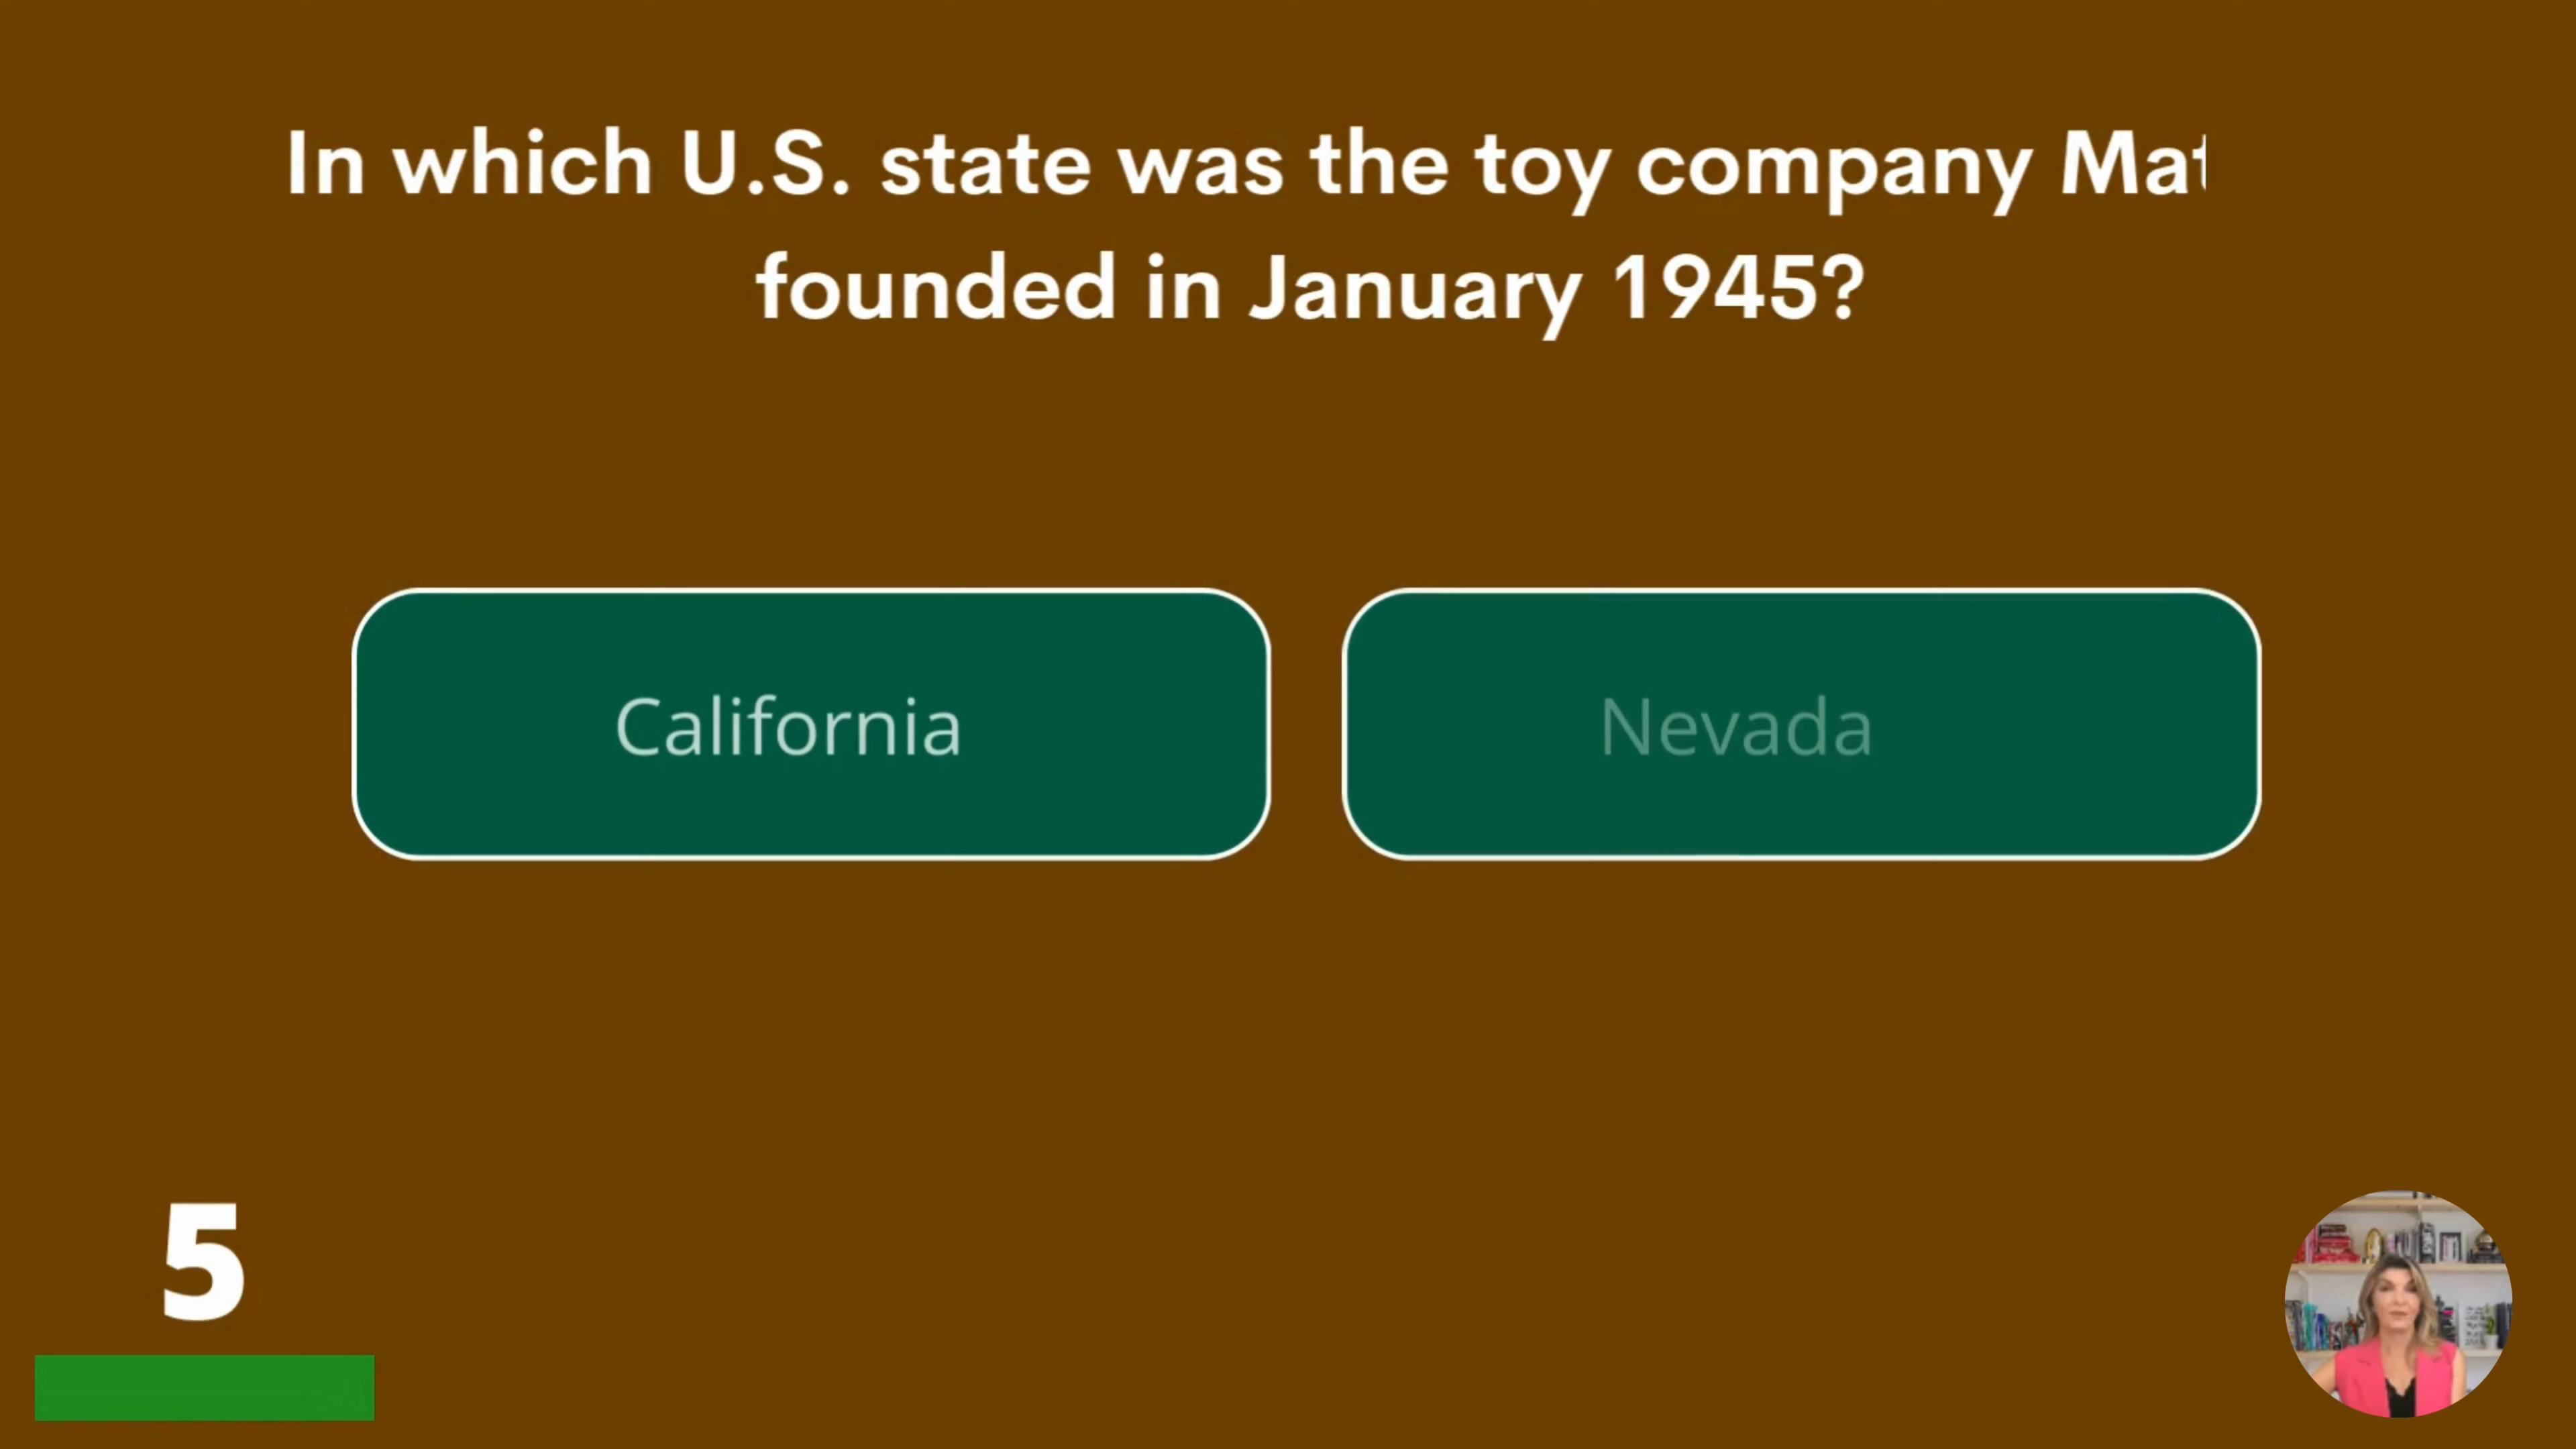 In which U.S. state was the toy company Mat
founded in January 1945?
California
Nevada
5